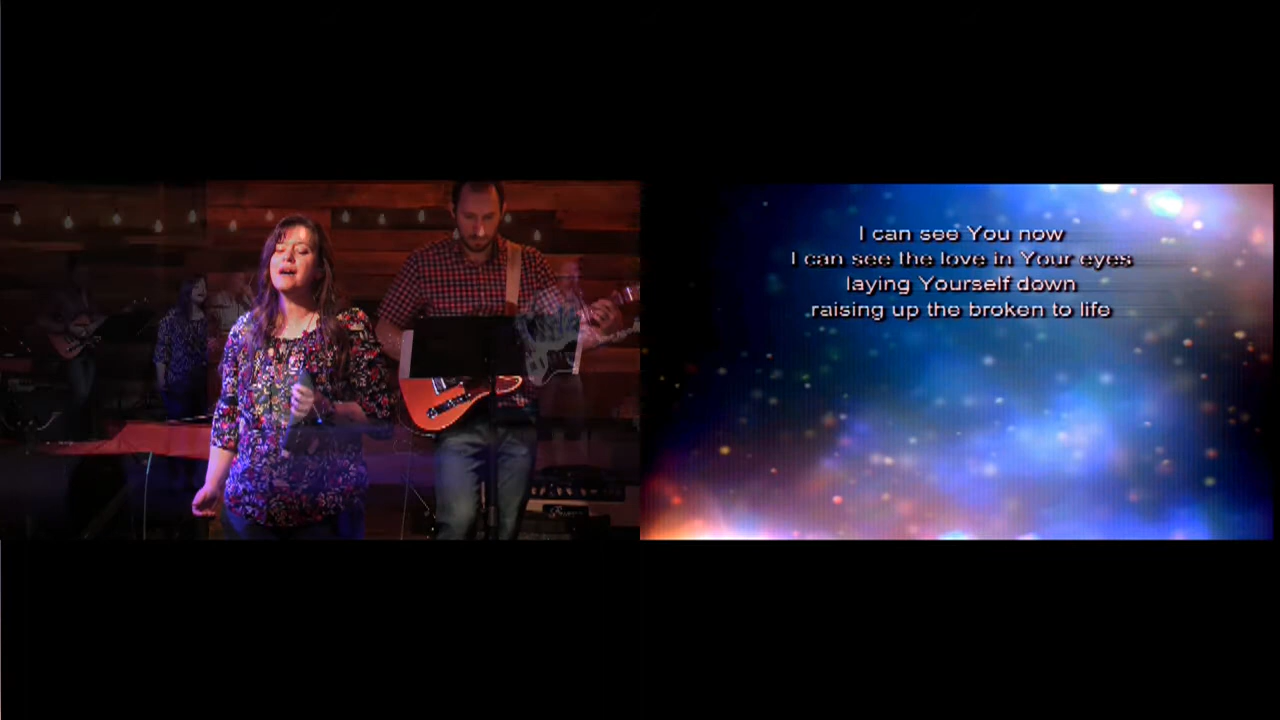 I can see You now
I can see the love in Your eyes
laying Yourself down
raising up the broken to life